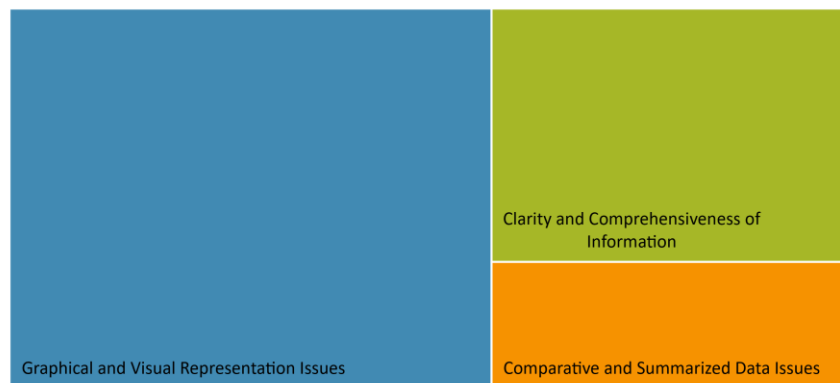 Clarity and Comprehensiveness of
Information
Graphical and Visual Representation Issues
Comparative and Summarized Data Issues